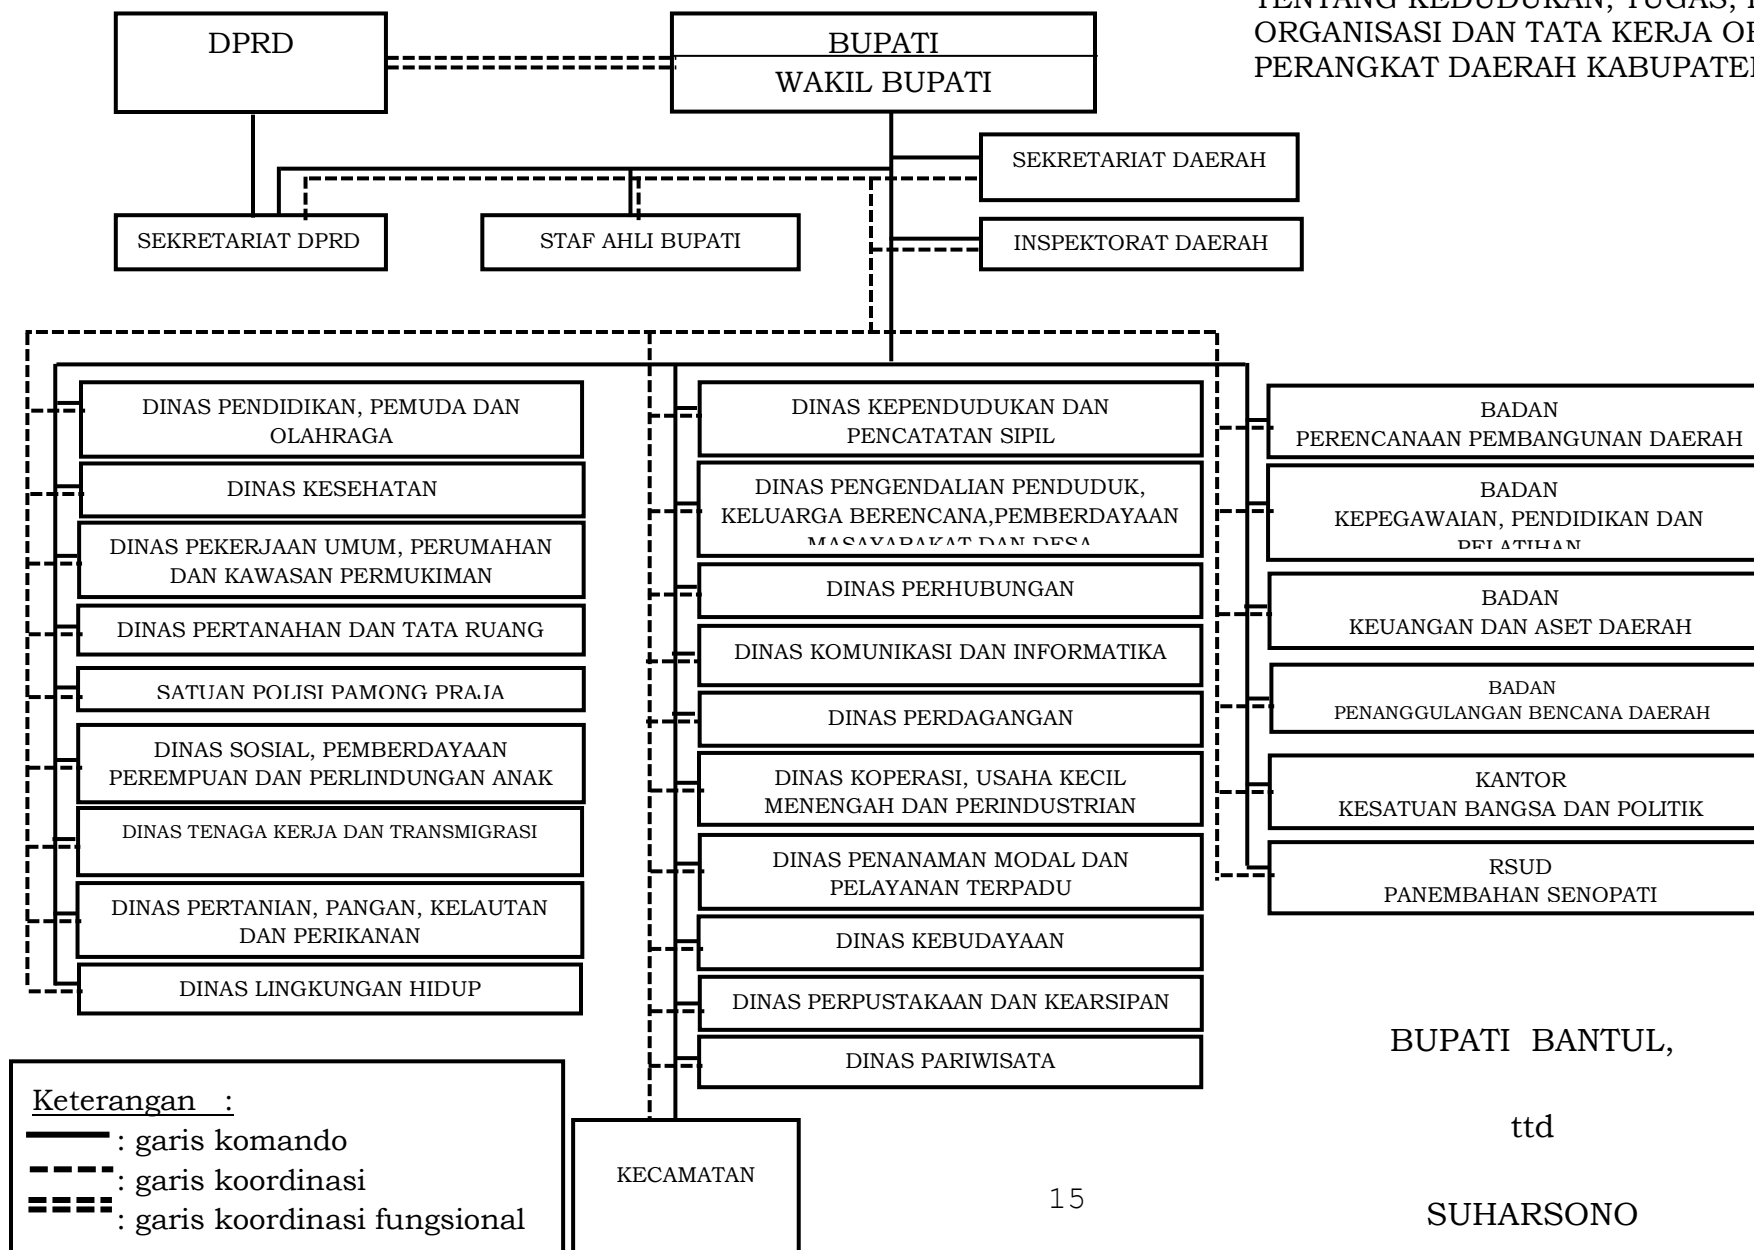 TENTANG KEDUDUKAN, TUGAS,
ORGANISASI DAN TATA KERJA
PERANGKAT DAERAH
DPRD
BUPATI
WAKIL BUPATI
SEKRETARIAT DAERAH
SEKRETARIAT DPRD
STAF AHLI BUPATI
INSPEKTORAT DAERAH
DINAS PENDIDIKAN, PEMUDA DAN
OLAHRAGA
DINAS KESEHATAN
DINAS PEKERJAAN UMUM, PERUMAHAN
DAN KAWASAN PERMUKIMAN
DINAS PERTANAHAN DAN TATA RUANG
SATUAN POLISI PAMONG PRAJA
DINAS SOSIAL, PEMBERDAYAAN
PEREMPUAN DAN PERLINDUNGAN ANAK
DINAS TENAGA KERJA DAN TRANSMIGRASI
DINAS PERTANIAN, PANGAN, KELAUTAN
DAN PERIKANAN
DINAS LINGKUNGAN HIDUP
DINAS KEPENDUDUKAN DAN
PENCATATAN SIPIL
DINAS PENGENDALIAN PENDUDUK,
KELUARGA BERENCANA,PEMBERDAYAAN
MASAYARAKAT DAN DESA
DINAS PERHUBUNGAN
DINAS KOMUNIKASI DAN INFORMATIKA
DINAS PERDAGANGAN
DINAS KOPERASI, USAHA KECIL
MENENGAH DAN PERINDUSTRIAN
DINAS PENANAMAN MODAL DAN
PELAYANAN TERPADU
DINAS KEBUDAYAAN
DINAS PERPUSTAKAAN DAN KEARSIPAN
DINAS PARIWISATA
BADAN
PERENCANAAN PEMBANGUNAN DAERAH
BADAN
KEPEGAWAIAN, PENDIDIKAN DAN
PELATIHAN
BADAN
KEUANGAN DAN ASET DAERAH
BADAN
PENANGGULANGAN BENCANA DAERAH
KANTOR
KESATUAN BANGSA DAN POLITIK
RSUD
PANEMBAHAN SENOPATI
KECAMATAN
Keterangan :
: garis komando
: garis koordinasi
: garis koordinasi fungsional
15
BUPATI BANTUL,
ttd
SUHARSONO